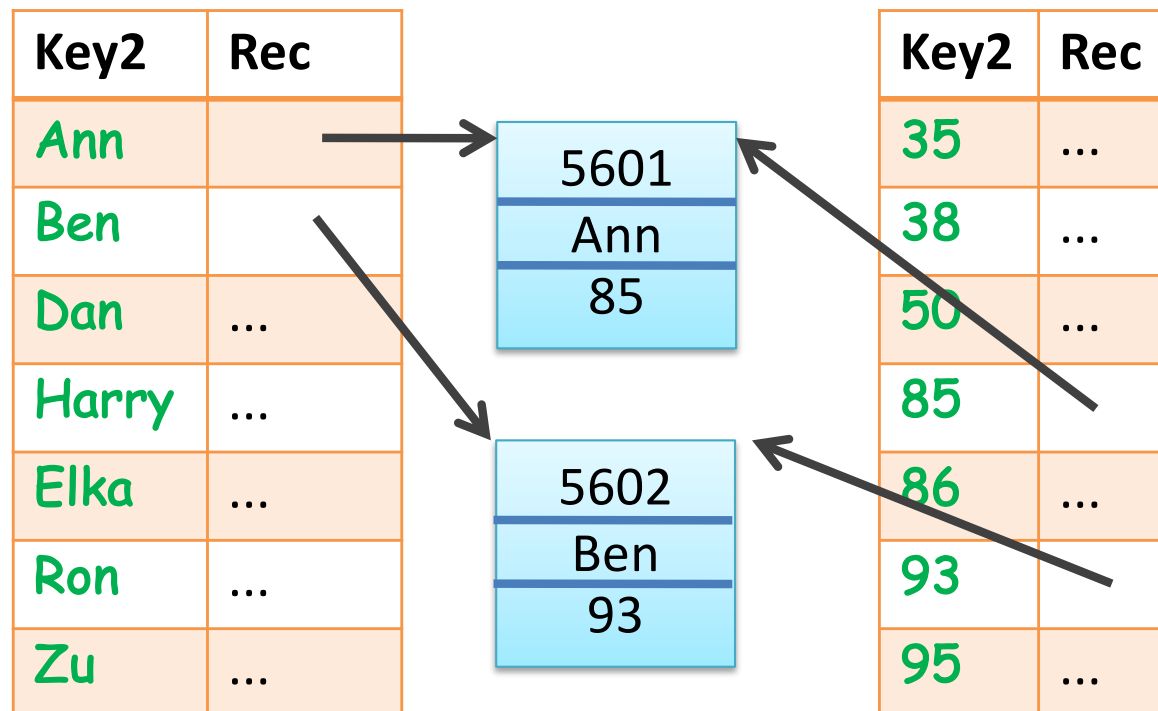 Key2 Rec
Ann
Ben
Dan ...
Harry ...
Elka ...
Ron ...
Zu ...
5601
Ann
85
5602
Ben
93
Key2 Rec
35 ...
38 ...
50 ...
85
86 ...
93
95 ...